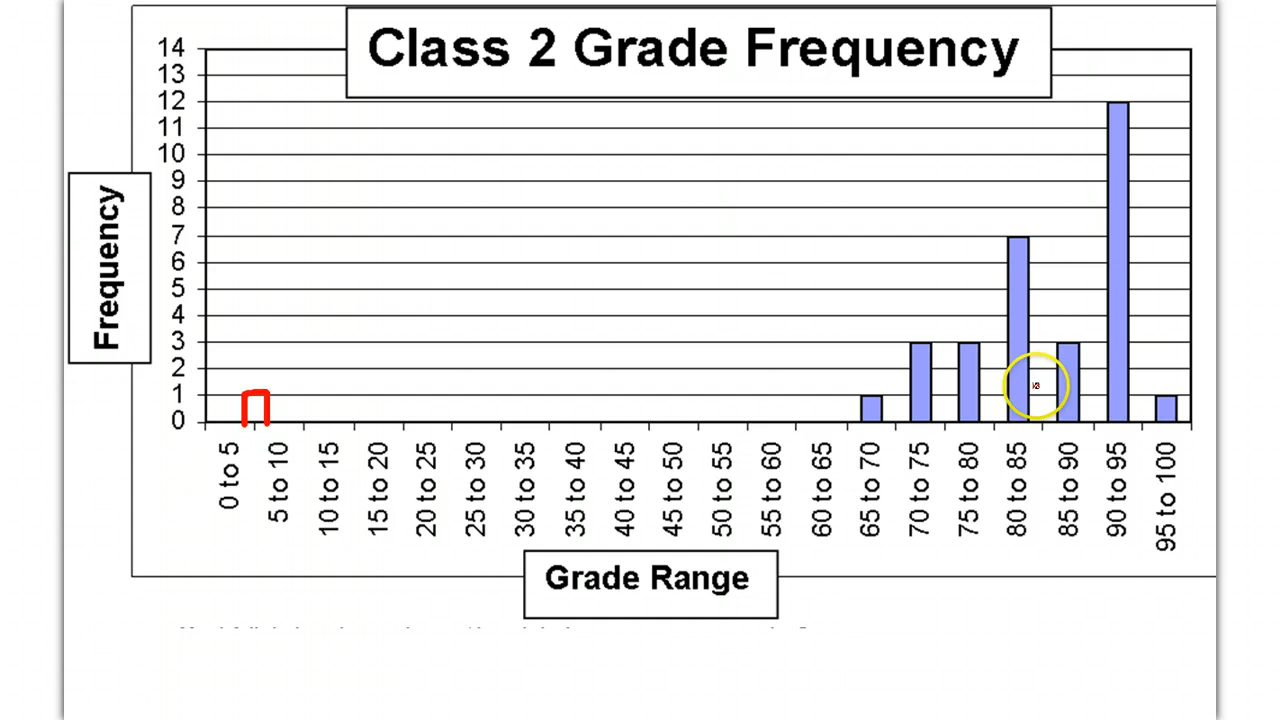 Class 2 Grade Frequency
14
13
12
11
10
9
8
7
6
5
4
3
2
1
0
Frequency
0 to 5
5 to 10
10 to 15
15 to 20
20 to 25
25 to 30
30 to 35
35 to 40
40 to 45
45 to 50
50 to 55
55 to 60
60 to 65
65 to 70
70 to 75
75 to 80
80 to 85
85 to 90
90 to 95
95 to 100
Grade Range